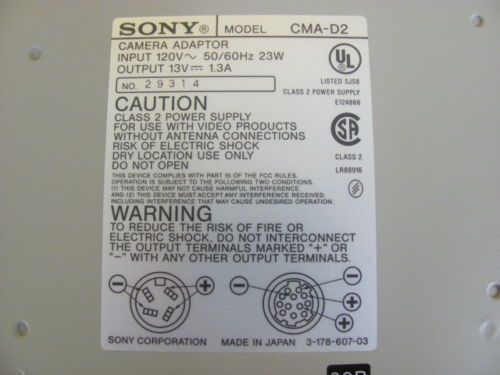 SONY® MODEL CMA-D2
CAMERA ADAPTOR
INPUT 120V~ 50/60Hz 23W
OUTPUT 13V⎓ 1.3A
NO. 29314
UL
LISTED 5J58
CLASS 2 POWER SUPPLY
E124866
CAUTION
CLASS 2 POWER SUPPLY
FOR USE WITH VIDEO PRODUCTS
WITHOUT ANTENNA CONNECTIONS
RISK OF ELECTRIC SHOCK
DRY LOCATION USE ONLY
DO NOT OPEN
SA
CLASS 2
LR88916
THIS DEVICE COMPLIES WITH PART 15 OF THE FCC RULES.
OPERATION IS SUBJECT TO THE FOLLOWING TWO CONDITIONS.
(1) THIS DEVICE MAY NOT CAUSE HARMFUL INTERFERENCE.
AND (2) THIS DEVICE MUST ACCEPT ANY INTERFERENCE RECEIVED,
INCLUDING INTERFERENCE THAT MAY CAUSE UNDESIRED OPERATION.
WARNING
TO REDUCE THE RISK OF FIRE OR
ELECTRIC SHOCK, DO NOT INTERCONNECT
THE OUTPUT TERMINALS MARKED "+" OR
"−" WITH ANY OTHER OUTPUT TERMINALS.
− + − + +
SONY CORPORATION MADE IN JAPAN 3-178-607-03